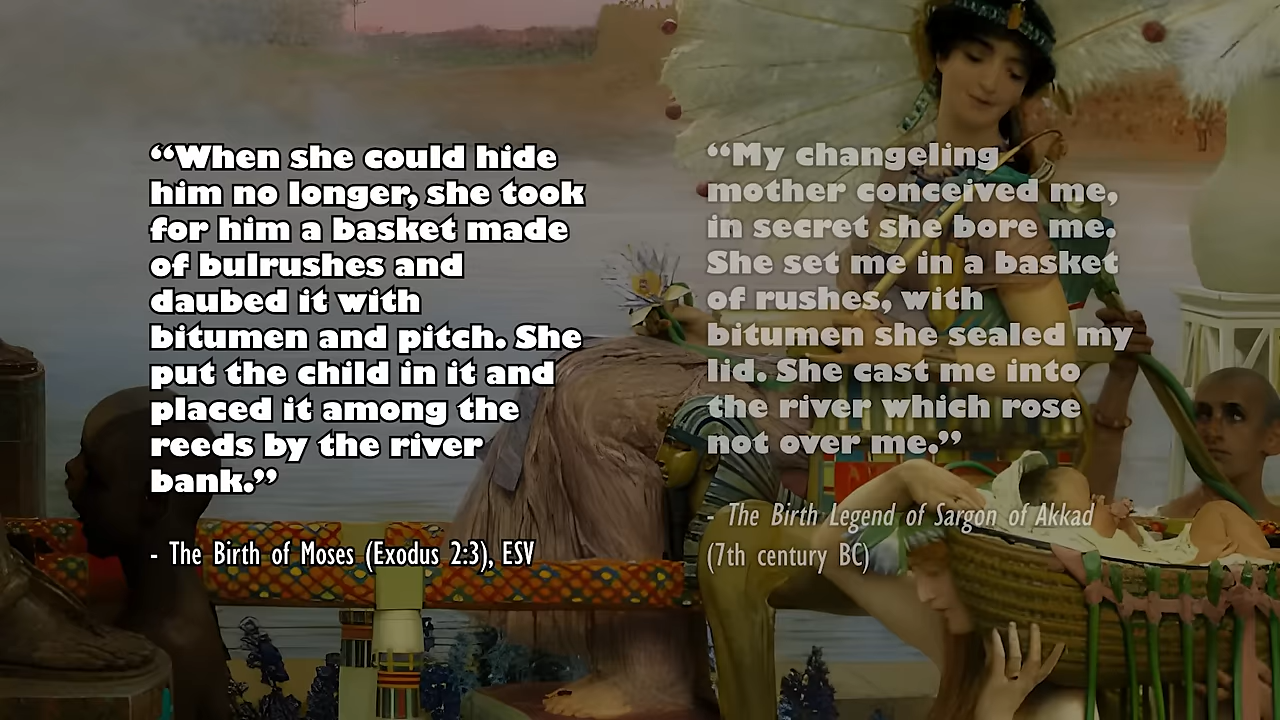 “When she could hide
him no longer, she took
for him a basket made
of bulrushes and
daubed it with
bitumen and pitch. She
put the child in it and
placed it among the
reeds by the river
bank.”
- The Birth of Moses (Exodus 2:3), ESV
“My changeling
mother conceived me,
in secret she bore me.
She set me in a basket
of rushes, with
bitumen she sealed my
lid. She cast me into
the river which rose
not over me.”
- The Birth Legend of Sargon of Akkad
(7th century BC)